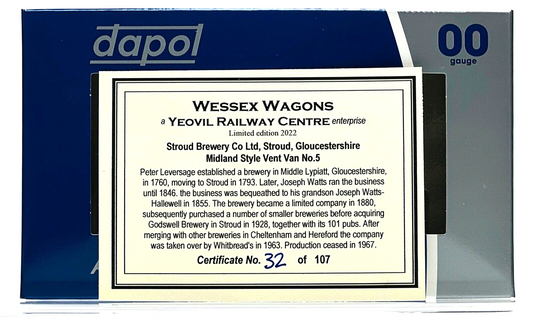 dapol
00
gauge
WESSEX WAGONS
a YEOVIL RAILWAY CENTRE enterprise
Limited edition 2022
Stroud Brewery Co Ltd, Stroud, Gloucestershire
Midland Style Vent Van No.5
Peter Leversage established a brewery in Middle Lypiatt, Gloucestershire,
in 1760, moving to Stroud in 1793. Later, Joseph Watts ran the business
until 1846. the business was bequeathed to his grandson Joseph Watts-
Hallewell in 1855. The brewery became a limited company in 1880,
subsequently purchased a number of smaller breweries before acquiring
Godswell Brewery in Stroud in 1928, together with its 101 pubs. After
merging with other breweries in Cheltenham and Hereford the company
was taken over by Whitbread's in 1963. Production ceased in 1967.
Certificate No. 32 of 107